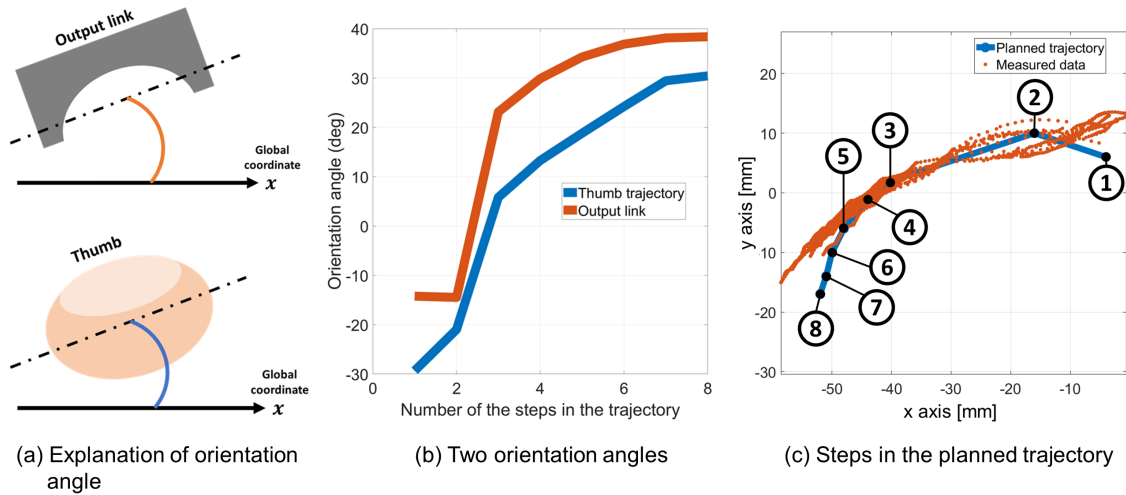 Output link
Global
coordinate
x
Thumb
Global
coordinate
x
(a) Explanation of orientation
angle
40
30
20
10
0
-10
-20
-30
0
2
4
6
8
Orientation angle (deg)
Number of the steps in the trajectory
Thumb trajectory
Output link
(b) Two orientation angles
20
10
0
-10
-20
-30
-50
-40
-30
-20
-10
y axis [mm]
x axis [mm]
Planned trajectory
Measured data
1
2
3
4
5
6
7
8
(c) Steps in the planned trajectory